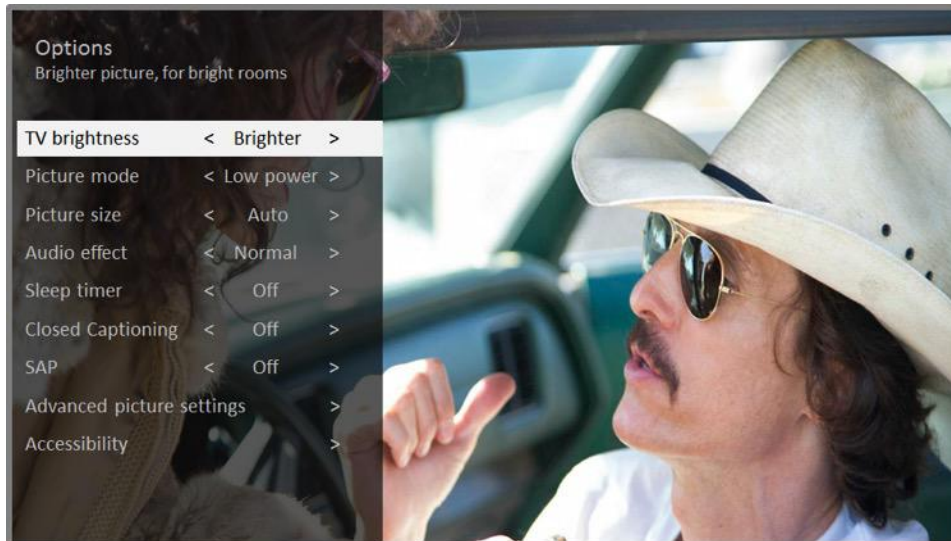 Options
Brighter picture, for bright rooms
TV brightness < Brighter >
Picture mode < Low power >
Picture size < Auto >
Audio effect < Normal >
Sleep timer < Off >
Closed Captioning < Off >
SAP < Off >
Advanced picture settings >
Accessibility >